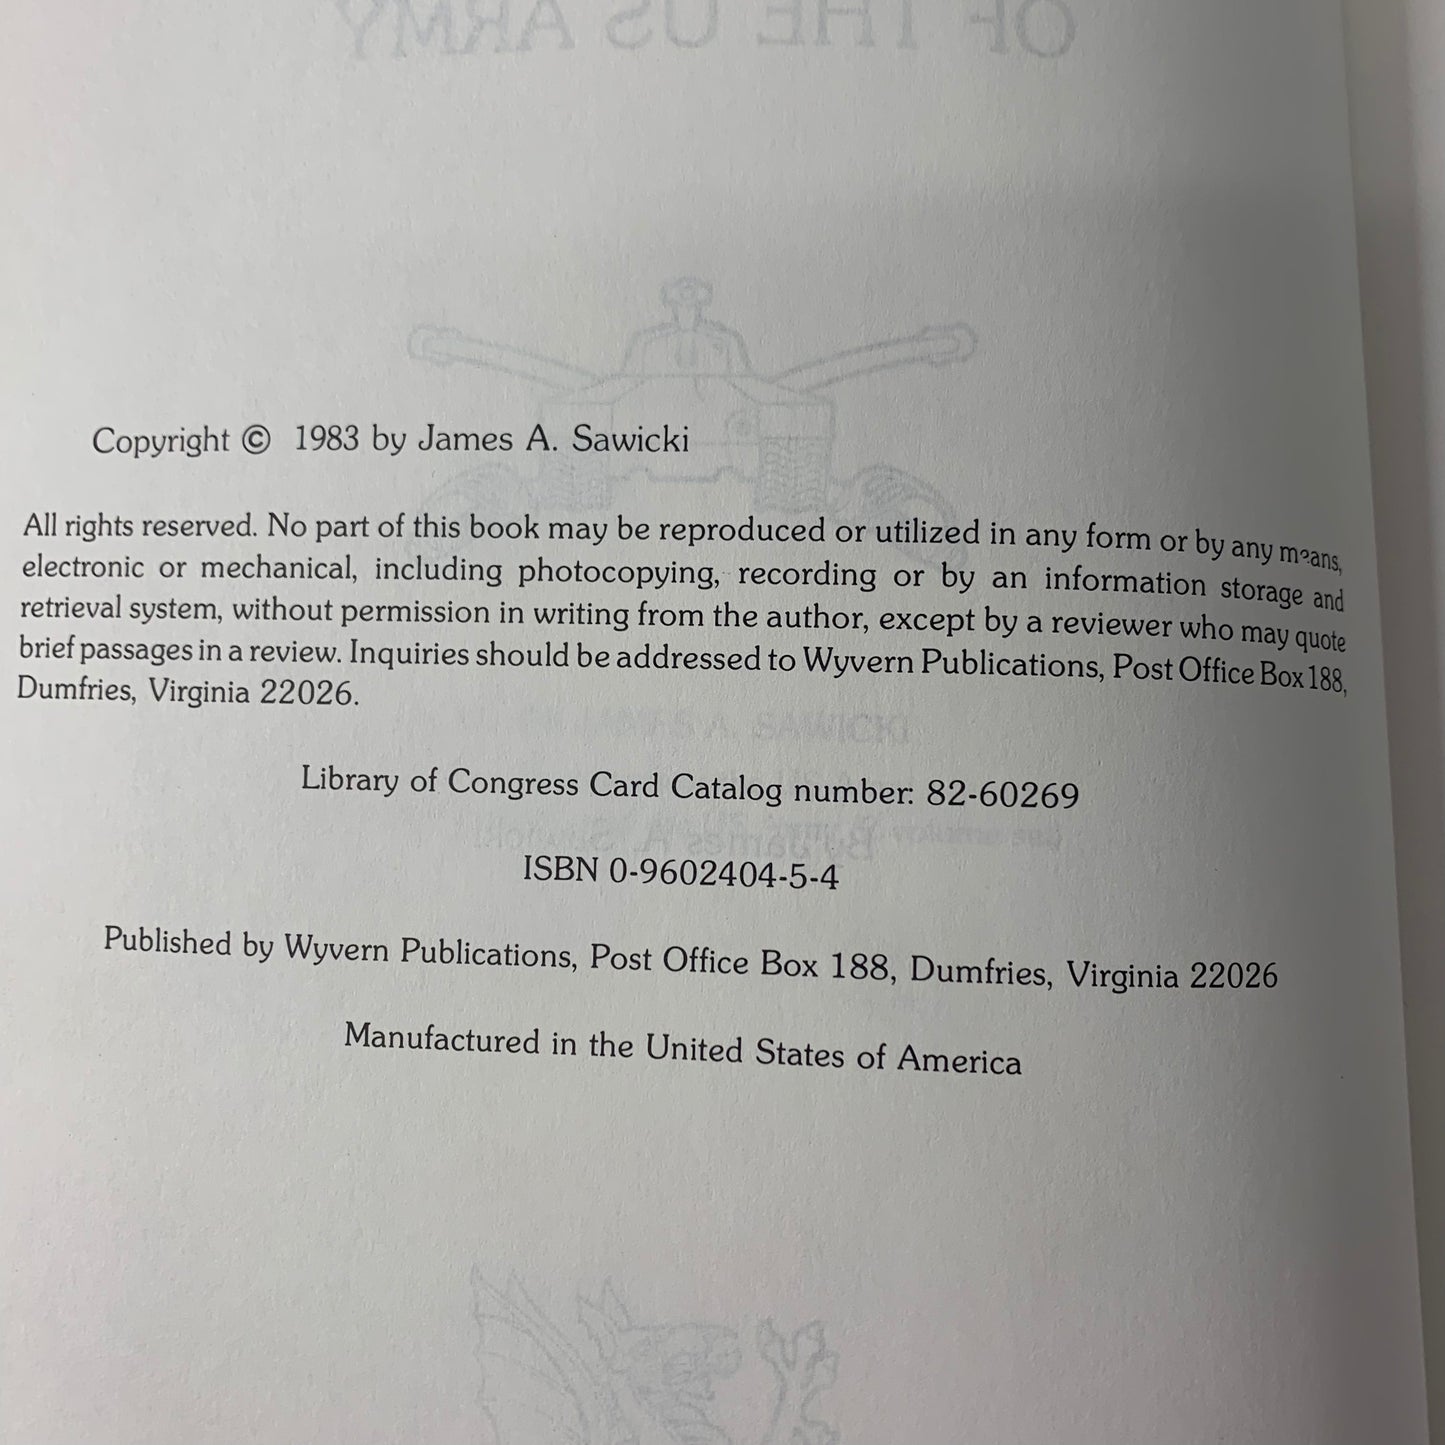 OF THE US ARMY
Copyright © 1983 by James A. Sawicki
All rights reserved. No part of this book may be reproduced or utilized in any form or by any means,
electronic or mechanical, including photocopying, recording or by an information storage and
retrieval system, without permission in writing from the author, except by a reviewer who may quote
brief passages in a review. Inquiries should be addressed to Wyvern Publications, Post Office Box 188,
Dumfries, Virginia 22026.
Library of Congress Card Catalog number: 82-60269
ISBN 0-9602404-5-4
Published by Wyvern Publications, Post Office Box 188, Dumfries, Virginia 22026
Manufactured in the United States of America